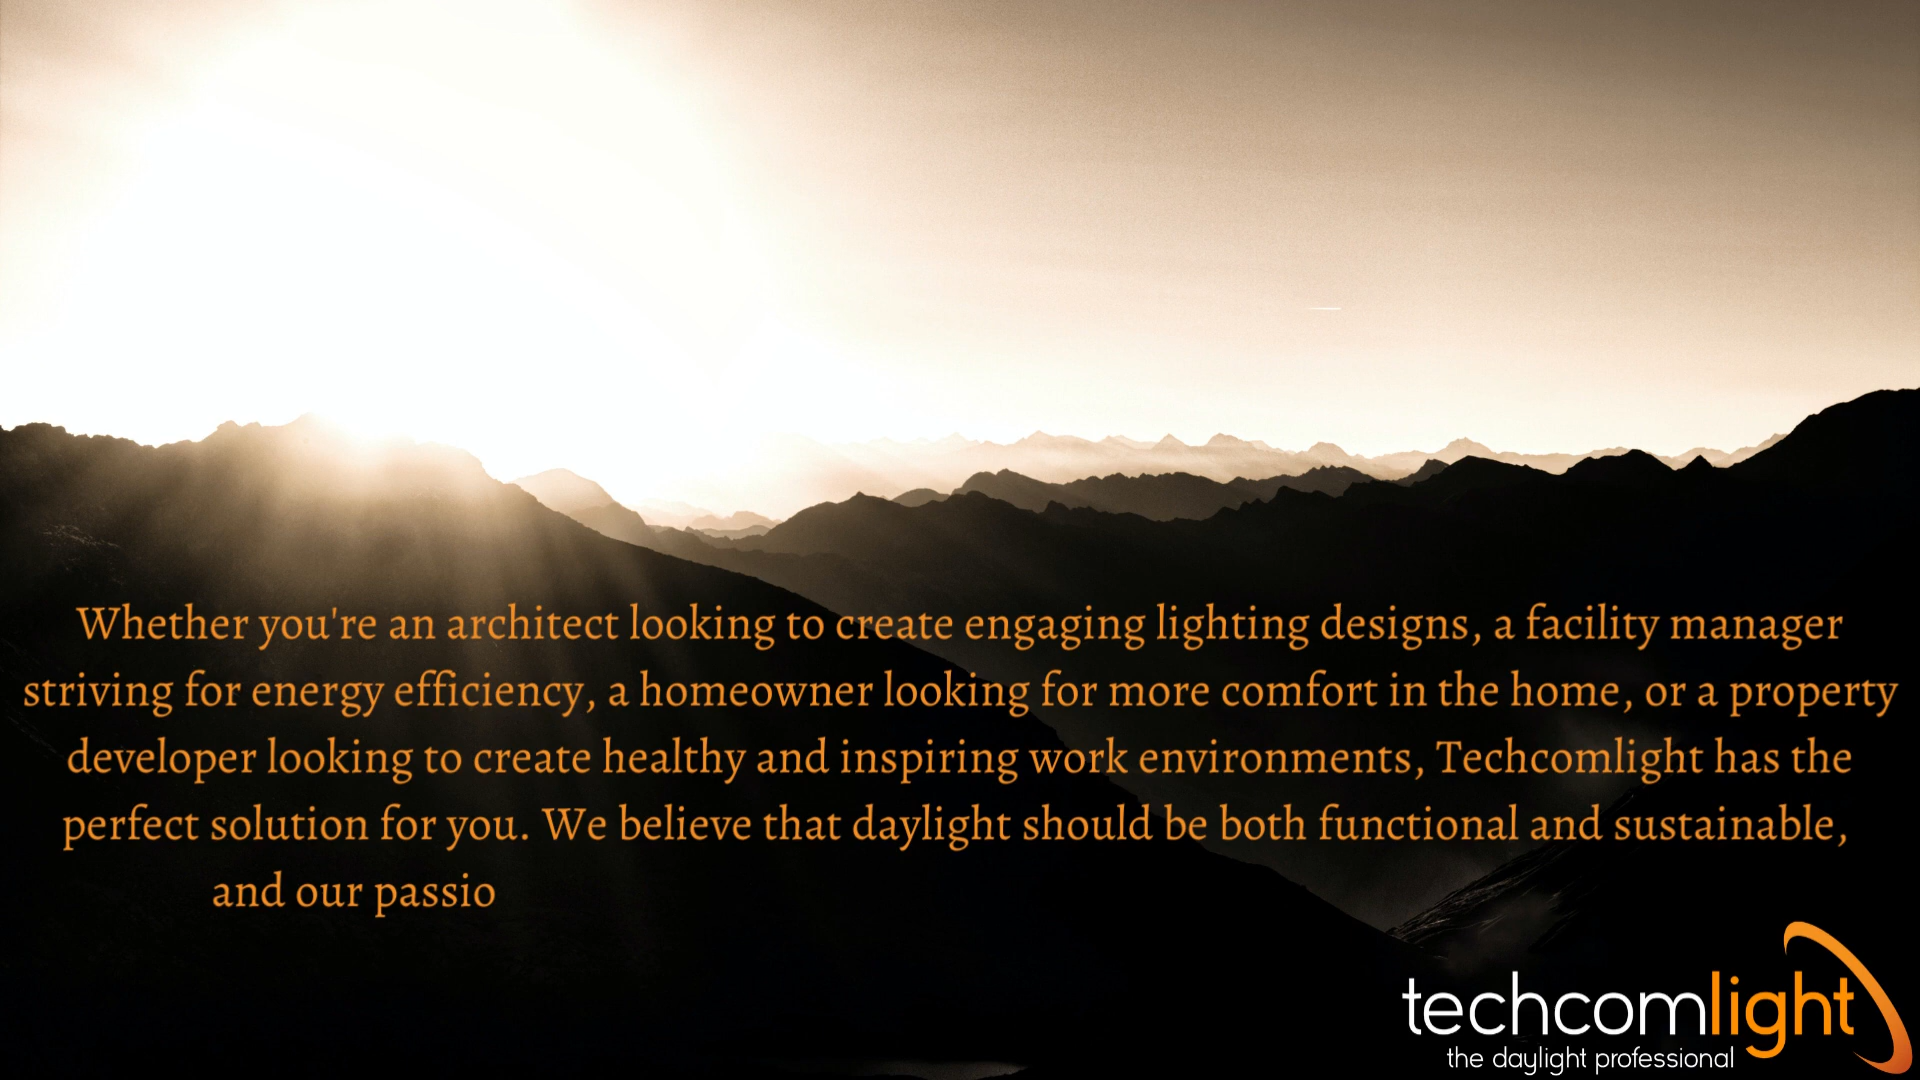 Whether you're an architect looking to create engaging lighting designs, a facility manager
striving for energy efficiency, a homeowner looking for more comfort in the home, or a property
developer looking to create healthy and inspiring work environments, Techcomlight has the
perfect solution for you. We believe that daylight should be both functional and sustainable,
and our passio
techcomlight
the daylight professional